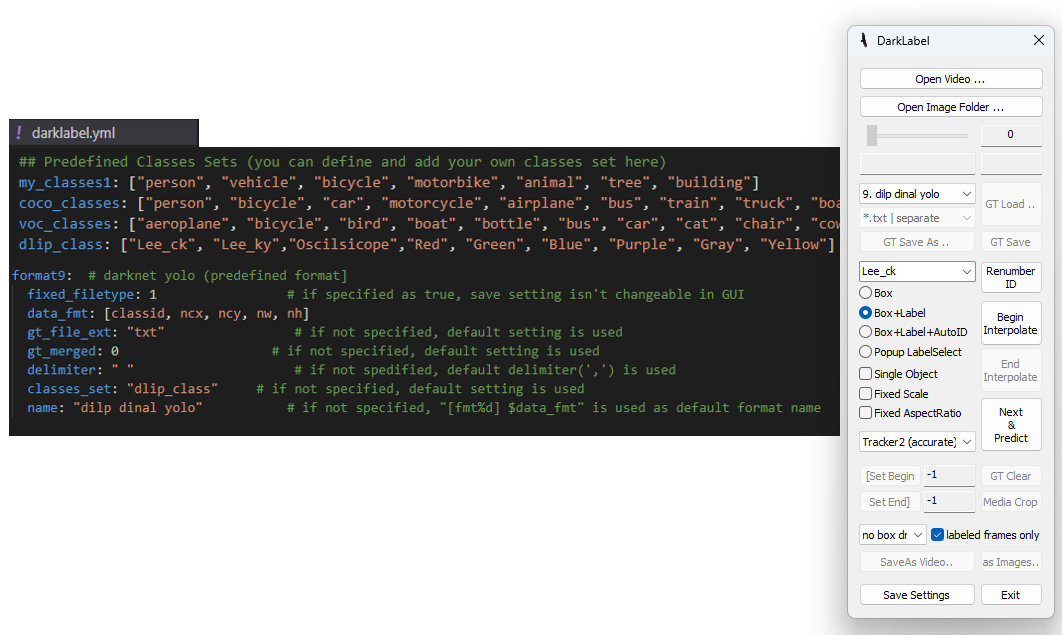 ! darklabel.yml
## Predefined Classes Sets (you can define and add your own classes set here)
my_classes1: ["person", "vehicle", "bicycle", "motorbike", "animal", "tree", "building"]
coco_classes: ["person", "bicycle", "car", "motorcycle", "airplane", "bus", "train", "truck", "boa
voc_classes: ["aeroplane", "bicycle", "bird", "boat", "bottle", "bus", "car", "cat", "chair", "cow
dlip_class: ["Lee_ck", "Lee_ky","Oscilsicope","Red", "Green", "Blue", "Purple", "Gray", "Yellow"]
format9: # darknet yolo (predefined format]
fixed_filetype: 1 # if specified as true, save setting isn't changeable in GUI
data_fmt: [classid, ncx, ncy, nw, nh]
gt_file_ext: "txt" # if not specified, default setting is used
gt_merged: 0 # if not specified, default setting is used
delimiter: " " # if not spedified, default delimiter(',') is used
classes_set: "dlip_class" # if not specified, default setting is used
name: "dilp dinal yolo" # if not specified, "[fmt%d] $data_fmt" is used as default format name
DarkLabel
Open Video ...
Open Image Folder ...
0
9. dilp dinal yolo
GT Load ..
*.txt | separate
GT Save As ..
GT Save
Lee_ck
Renumber
ID
Box
Box+Label
Box+Label+AutoID
Popup LabelSelect
Begin
Interpolate
Single Object
Fixed Scale
Fixed AspectRatio
End
Interpolate
Next
&
Predict
Tracker2 (accurate)
[Set Begin
-1
GT Clear
Set End]
-1
Media Crop
no box dr
labeled frames only
SaveAs Video..
as Images..
Save Settings
Exit